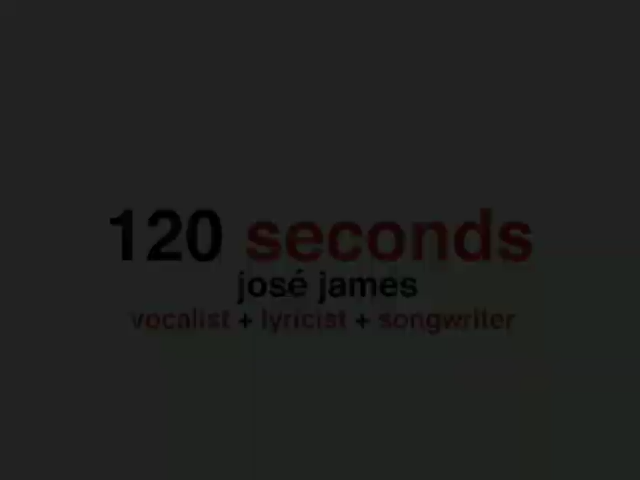 120 seconds
josé james
vocalist + lyricist + songwriter